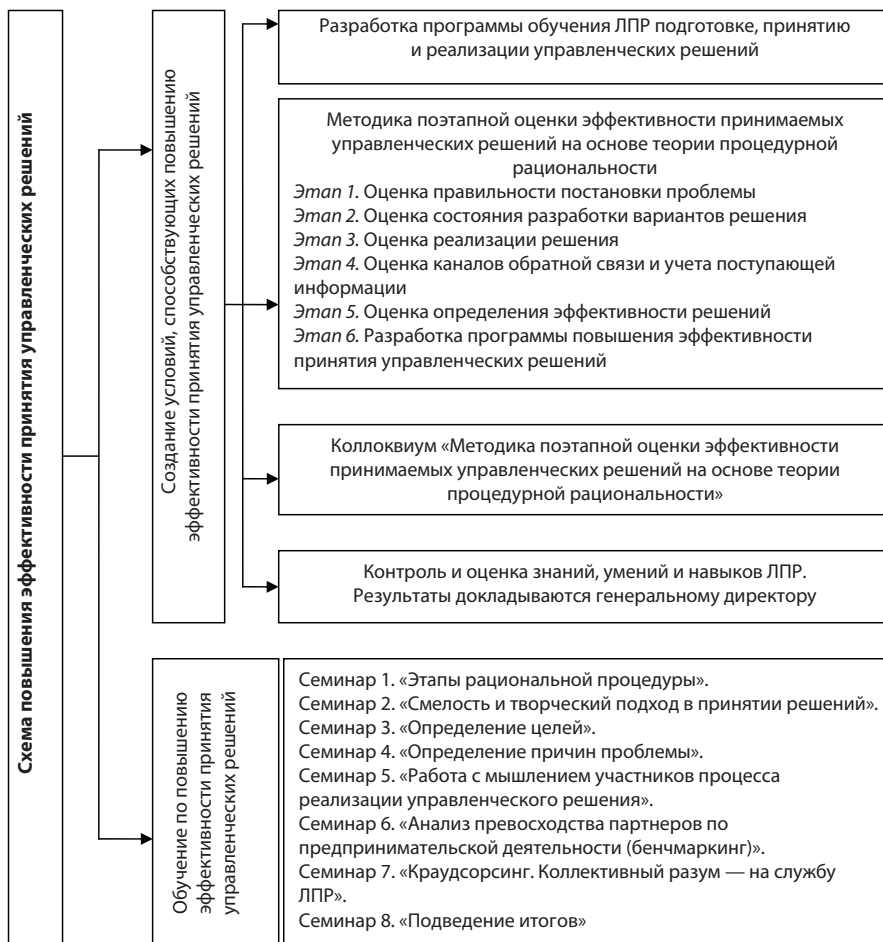 Схема повышения эффективности принятия управленческих решений
Создание условий, способствующих повышению
эффективности принятия управленческих решений
Разработка программы обучения ЛПР подготовке, принятию
и реализации управленческих решений
Методика поэтапной оценки эффективности принимаемых
управленческих решений на основе теории процедурной
рациональности
Этап 1. Оценка правильности постановки проблемы
Этап 2. Оценка состояния разработки вариантов решения
Этап 3. Оценка реализации решения
Этап 4. Оценка каналов обратной связи и учета поступающей
информации
Этап 5. Оценка определения эффективности решений
Этап 6. Разработка программы повышения эффективности
принятия управленческих решений
Коллоквиум «Методика поэтапной оценки эффективности
принимаемых управленческих решений на основе теории
процедурной рациональности»
Контроль и оценка знаний, умений и навыков ЛПР.
Результаты докладываются генеральному директору
Обучение по повышению
эффективности принятия
управленческих решений
Семинар 1. «Этапы рациональной процедуры».
Семинар 2. «Смелость и творческий подход в принятии решений».
Семинар 3. «Определение целей».
Семинар 4. «Определение причин проблемы».
Семинар 5. «Работа с мышлением участников процесса
реализации управленческого решения».
Семинар 6. «Анализ превосходства партнеров по
предпринимательской деятельности (бенчмаркинг)».
Семинар 7. «Краудсорсинг. Коллективный разум — на службу
ЛПР».
Семинар 8. «Подведение итогов»